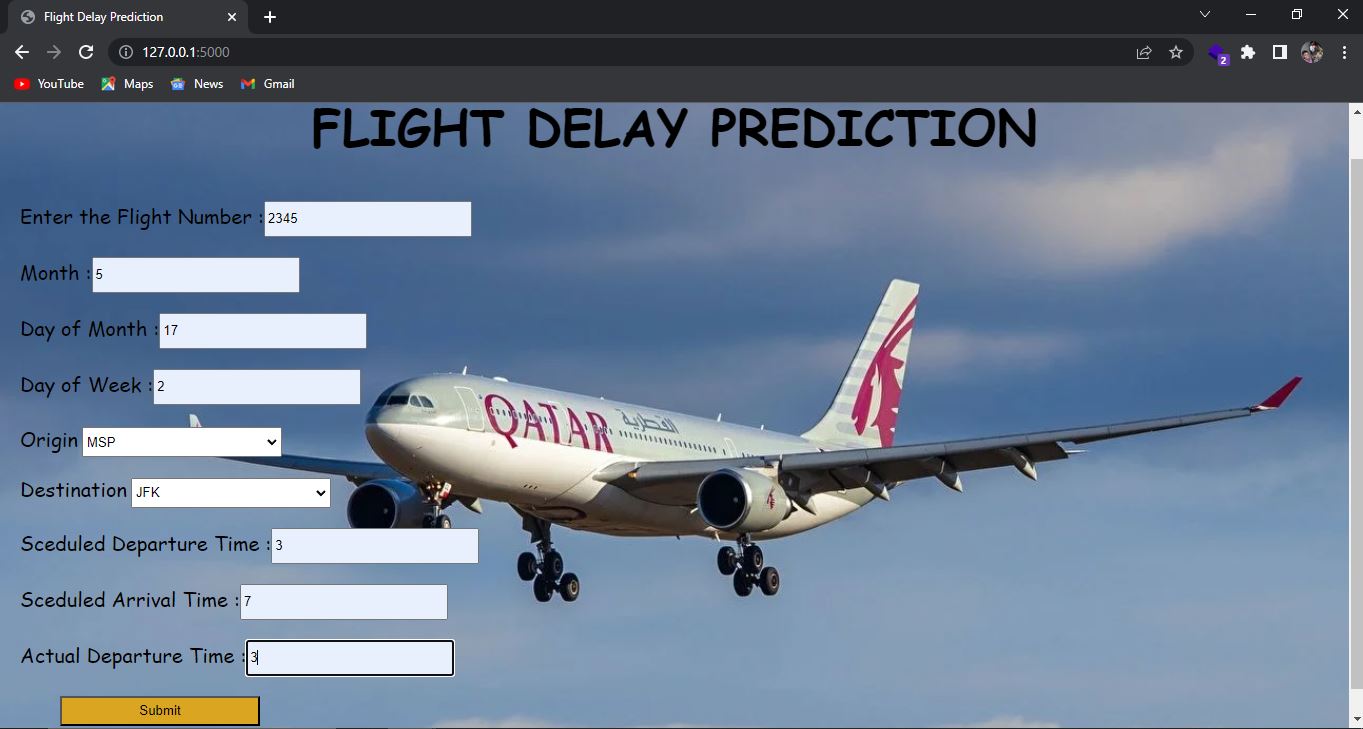 Flight Delay Prediction
127.0.0.1:5000
2
YouTube Maps News Gmail
FLIGHT DELAY PREDICTION
Enter the Flight Number : 2345
Month : 5
Day of Month : 17
Day of Week : 2
Origin MSP
Destination JFK
Sceduled Departure Time : 3
Sceduled Arrival Time : 7
Actual Departure Time : 3
Submit
QATAR القطرية